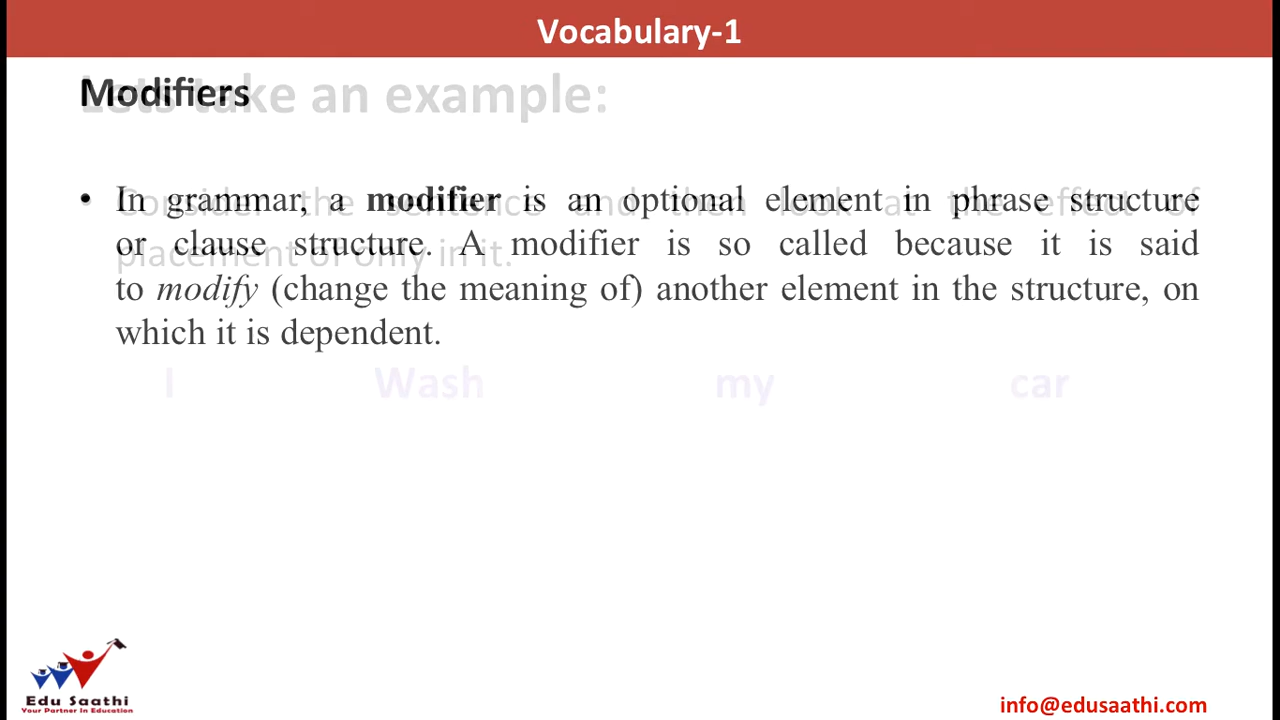 Vocabulary-1
Modifiers
Lets take an example:
• In grammar, a modifier is an optional element in phrase structure
or clause structure. A modifier is so called because it is said
to modify (change the meaning of) another element in the structure, on
which it is dependent.
• Consider the sentence and then look at the effect of
placement of only in it.
I Wash my car
Edu Saathi
Your Partner In Education
info@edusaathi.com